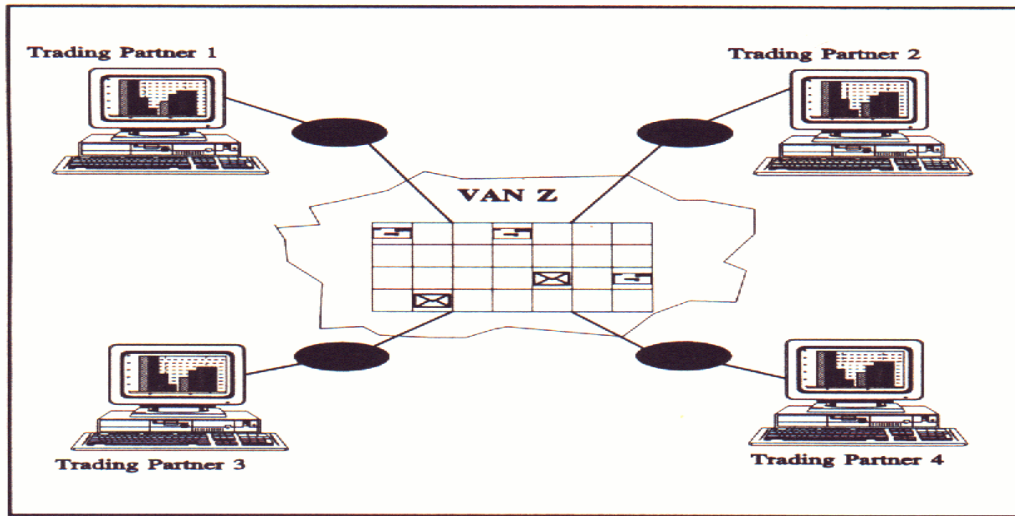 Trading Partner 1
Trading Partner 2
VAN Z
Trading Partner 3
Trading Partner 4